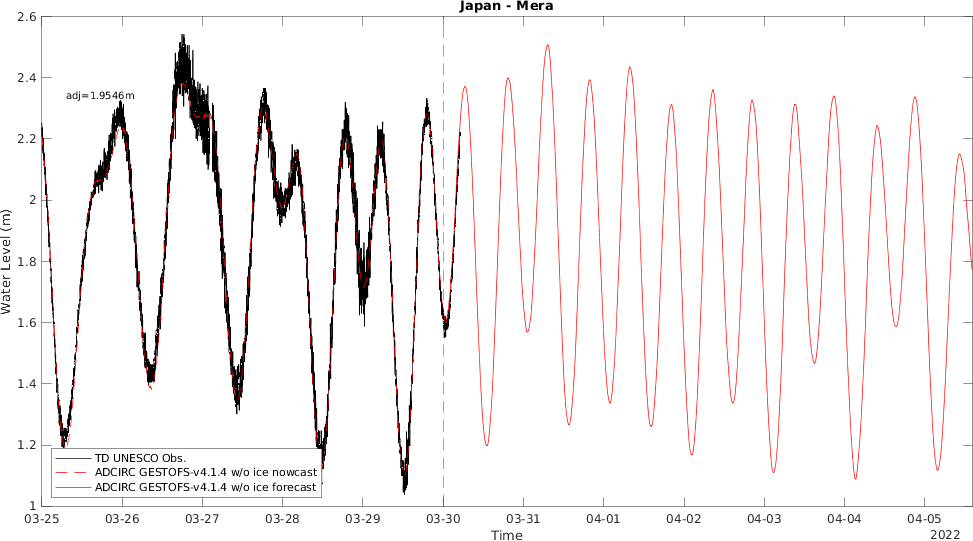 Japan - Mera
2.6
2.4
2.2
2
1.8
1.6
1.4
1.2
1
Water Level (m)
adj=1.9546m
TD UNESCO Obs.
ADCIRC GESTOFS-v4.1.4 w/o ice nowcast
ADCIRC GESTOFS-v4.1.4 w/o ice forecast
03-25 03-26 03-27 03-28 03-29 03-30 03-31 04-01 04-02 04-03 04-04 04-05
Time
2022